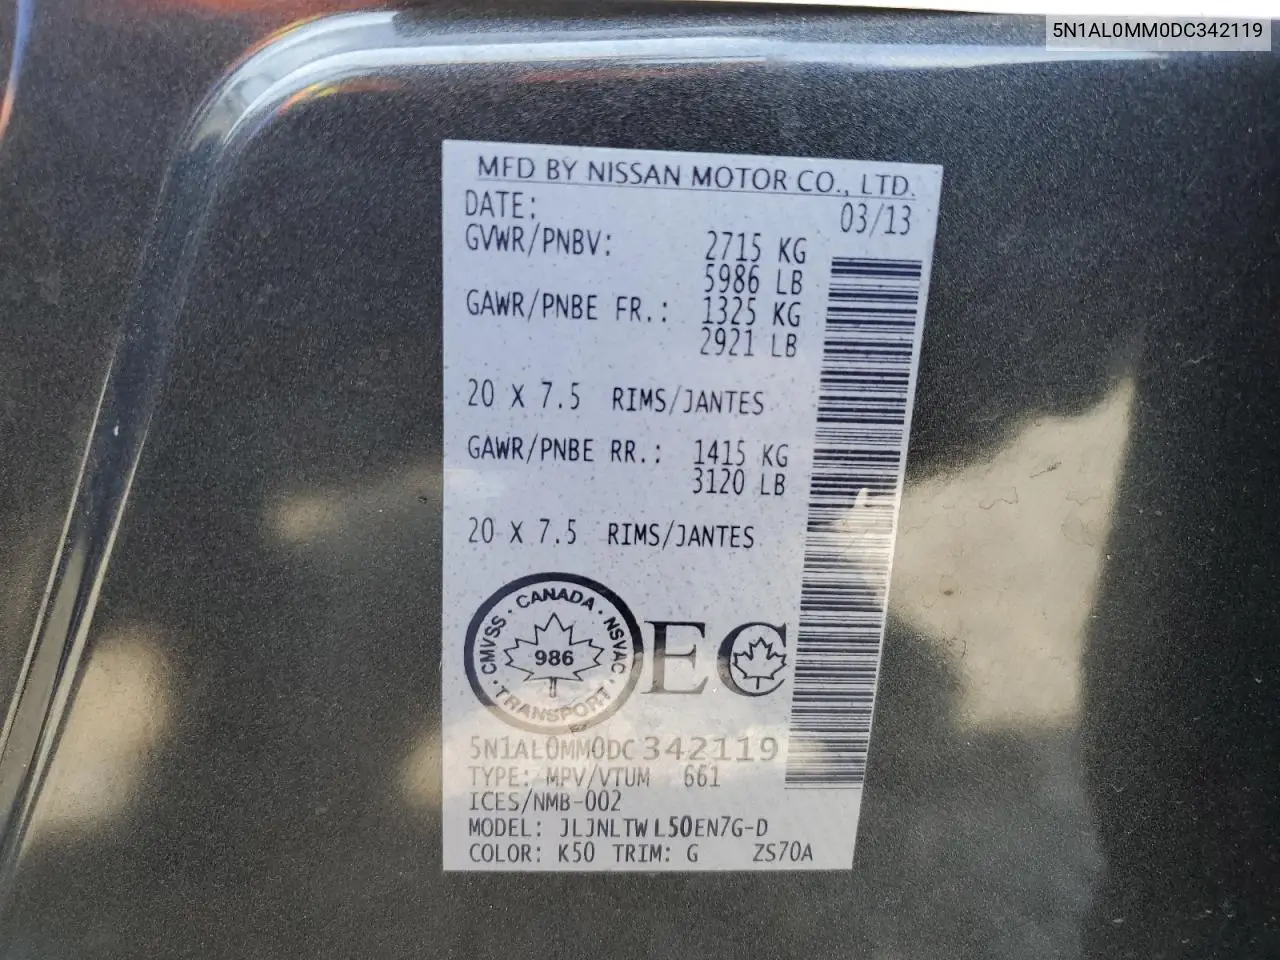 5N1AL0MM0DC342119
MFD BY NISSAN MOTOR CO., LTD.
DATE: 03/13
GVWR/PNBV: 2715 KG
5986 LB
GAWR/PNBE FR.: 1325 KG
2921 LB
20 X 7.5 RIMS/JANTES
GAWR/PNBE RR.: 1415 KG
3120 LB
20 X 7.5 RIMS/JANTES
CMVSS · CANADA · NSVAC · TRANSPORT ·
986
EC
5N1AL0MM0DC342119
TYPE: MPV/VTUM 661
ICES/NMB-002
MODEL: JLJNLTWL50EN7G-D
COLOR: K50 TRIM: G ZS70A